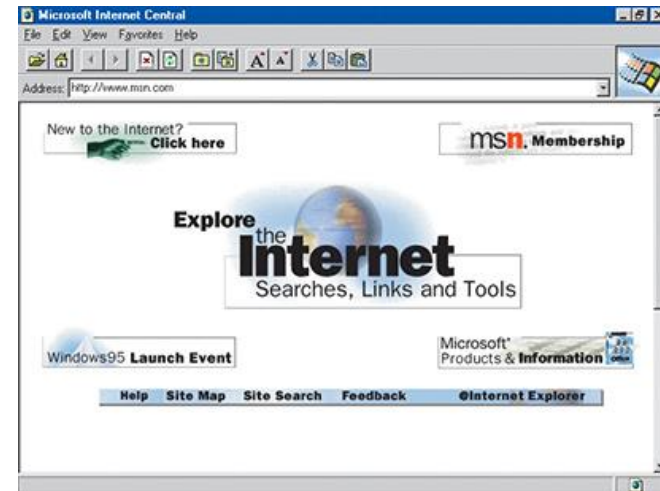 Microsoft Internet Central
File Edit View Favorites Help
A A
Address: http://www.msn.com
New to the Internet?
Click here
msn. Membership
Explore
the
Internet
Searches, Links and Tools
Windows95 Launch Event
Microsoft®
Products & Information
Help Site Map Site Search Feedback @Internet Explorer